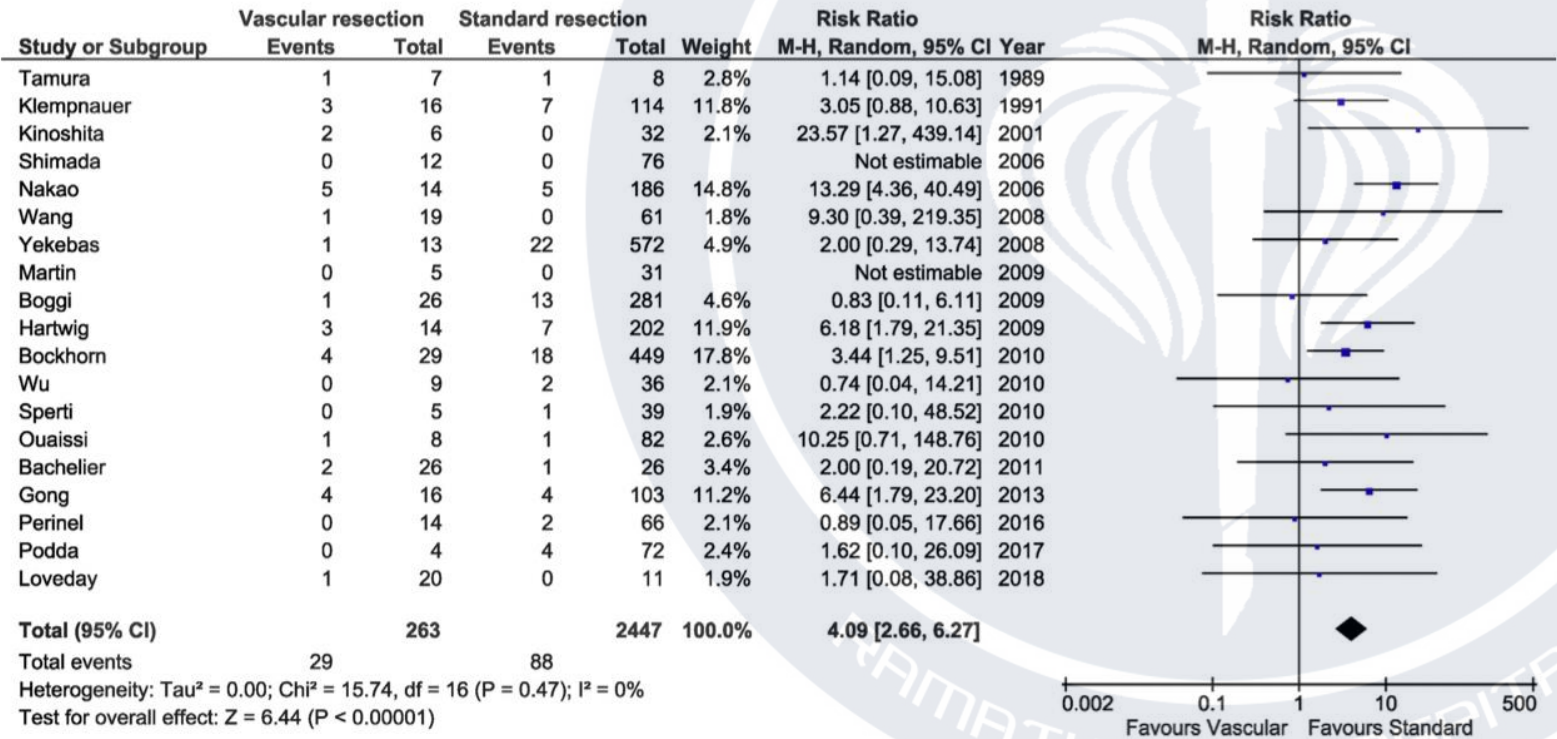 Vascular resection Standard resection Risk Ratio Risk Ratio
Study or Subgroup Events Total Events Total Weight M-H, Random, 95% CI Year M-H, Random, 95% CI
Tamura 1 7 1 8 2.8% 1.14 [0.09, 15.08] 1989
Klempnauer 3 16 7 114 11.8% 3.05 [0.88, 10.63] 1991
Kinoshita 2 6 0 32 2.1% 23.57 [1.27, 439.14] 2001
Shimada 0 12 0 76 Not estimable 2006
Nakao 5 14 5 186 14.8% 13.29 [4.36, 40.49] 2006
Wang 1 19 0 61 1.8% 9.30 [0.39, 219.35] 2008
Yekebas 1 13 22 572 4.9% 2.00 [0.29, 13.74] 2008
Martin 0 5 0 31 Not estimable 2009
Boggi 1 26 13 281 4.6% 0.83 [0.11, 6.11] 2009
Hartwig 3 14 7 202 11.9% 6.18 [1.79, 21.35] 2009
Bockhorn 4 29 18 449 17.8% 3.44 [1.25, 9.51] 2010
Wu 0 9 2 36 2.1% 0.74 [0.04, 14.21] 2010
Sperti 0 5 1 39 1.9% 2.22 [0.10, 48.52] 2010
Ouaissi 1 8 1 82 2.6% 10.25 [0.71, 148.76] 2010
Bachelier 2 26 1 26 3.4% 2.00 [0.19, 20.72] 2011
Gong 4 16 4 103 11.2% 6.44 [1.79, 23.20] 2013
Perinel 0 14 2 66 2.1% 0.89 [0.05, 17.66] 2016
Podda 0 4 4 72 2.4% 1.62 [0.10, 26.09] 2017
Loveday 1 20 0 11 1.9% 1.71 [0.08, 38.86] 2018
Total (95% CI) 263 2447 100.0% 4.09 [2.66, 6.27]
Total events 29 88
Heterogeneity: Tau² = 0.00; Chi² = 15.74, df = 16 (P = 0.47); I² = 0%
Test for overall effect: Z = 6.44 (P < 0.00001)
0.002 0.1 1 10 500
Favours Vascular Favours Standard